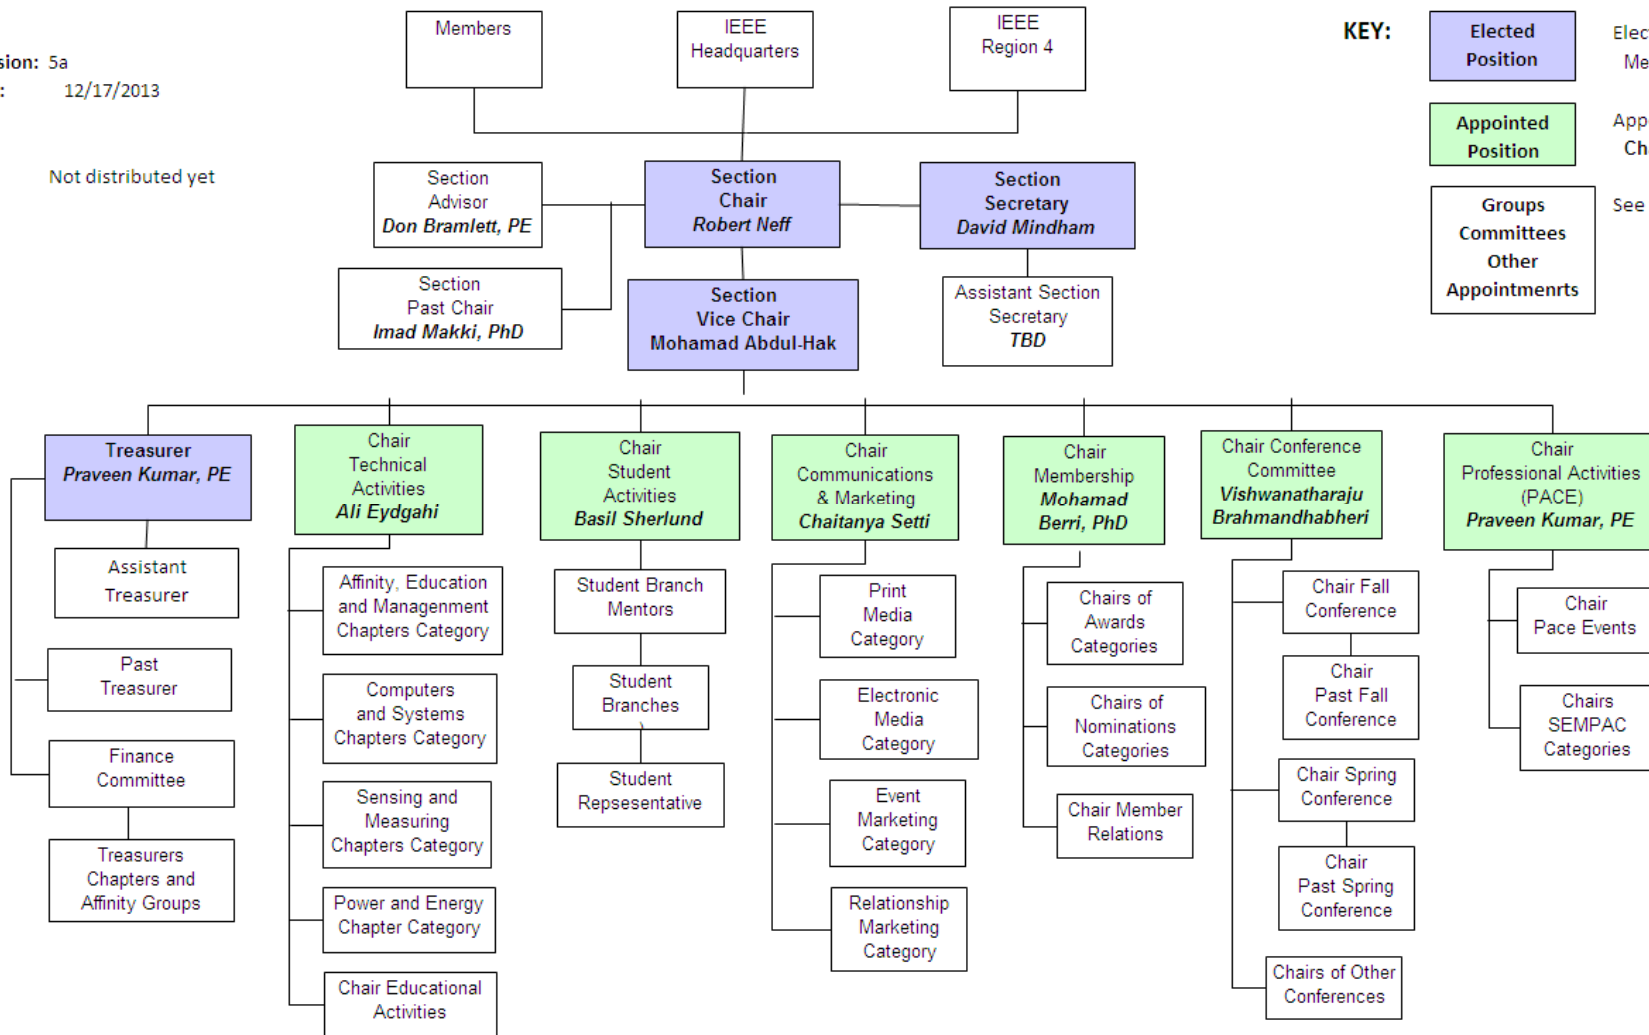 sion: 5a
: 12/17/2013
Not distributed yet
Members
IEEE
Headquarters
IEEE
Region 4
KEY:
Elected
Position
Elect
Me
Appointed
Position
App
Cha
Groups
Committees
Other
Appointmenrts
See
Section
Advisor
Don Bramlett, PE
Section
Chair
Robert Neff
Section
Secretary
David Mindham
Section
Past Chair
Imad Makki, PhD
Section
Vice Chair
Mohamad Abdul-Hak
Assistant Section
Secretary
TBD
Treasurer
Praveen Kumar, PE
Assistant
Treasurer
Past
Treasurer
Finance
Committee
Treasurers
Chapters and
Affinity Groups
Chair
Technical
Activities
Ali Eydgahi
Affinity, Education
and Managenment
Chapters Category
Computers
and Systems
Chapters Category
Sensing and
Measuring
Chapters Category
Power and Energy
Chapter Category
Chair Educational
Activities
Chair
Student
Activities
Basil Sherlund
Student Branch
Mentors
Student
Branches
Student
Repsesentative
Chair
Communications
& Marketing
Chaitanya Setti
Print
Media
Category
Electronic
Media
Category
Event
Marketing
Category
Relationship
Marketing
Category
Chair
Membership
Mohamad
Berri, PhD
Chairs of
Awards
Categories
Chairs of
Nominations
Categories
Chair Member
Relations
Chair Conference
Committee
Vishwanatharaju
Brahmandhabheri
Chair Fall
Conference
Chair
Past Fall
Conference
Chair Spring
Conference
Chair
Past Spring
Conference
Chairs of Other
Conferences
Chair
Professional Activities
(PACE)
Praveen Kumar, PE
Chair
Pace Events
Chairs
SEMPAC
Categories